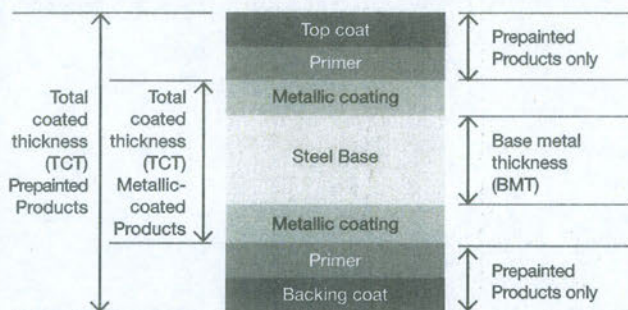 Total
coated
thickness
(TCT)
Prepainted
Products
Total
coated
thickness
(TCT)
Metallic-
coated
Products
Top coat
Primer
Metallic coating
Steel Base
Metallic coating
Primer
Backing coat
Prepainted
Products only
Base metal
thickness
(BMT)
Prepainted
Products only